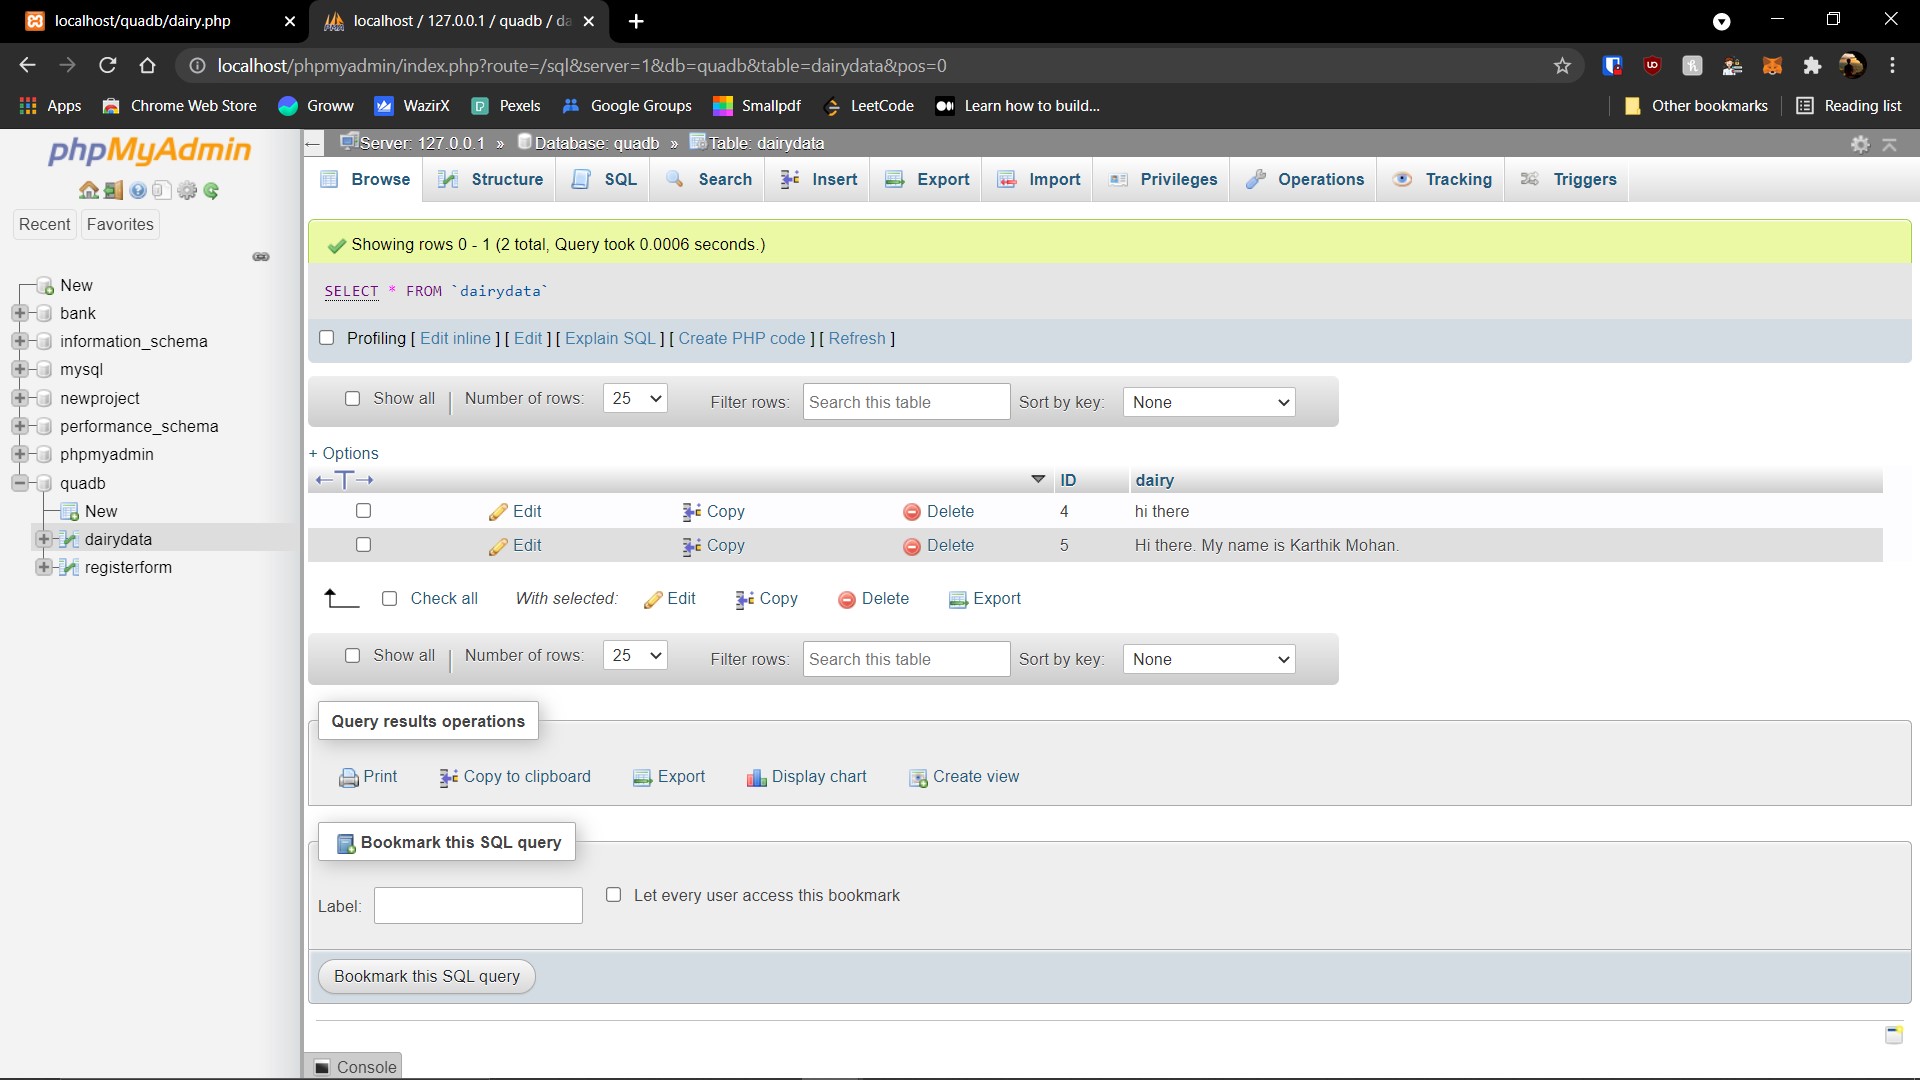 localhost/quadb/dairy.php
localhost / 127.0.0.1 / quadb / da
localhost/phpmyadmin/index.php?route=/sql&server=1&db=quadb&table=dairydata&pos=0
Apps Chrome Web Store Groww WazirX Pexels Google Groups Smallpdf LeetCode Learn how to build... Other bookmarks Reading list
phpMyAdmin
Recent Favorites
New
bank
information_schema
mysql
newproject
performance_schema
phpmyadmin
quadb
New
dairydata
registerform
Server: 127.0.0.1 » Database: quadb » Table: dairydata
Browse Structure SQL Search Insert Export Import Privileges Operations Tracking Triggers
Showing rows 0 - 1 (2 total, Query took 0.0006 seconds.)
SELECT * FROM `dairydata`
Profiling [ Edit inline ] [ Edit ] [ Explain SQL ] [ Create PHP code ] [ Refresh ]
Show all | Number of rows: 25 Filter rows: Search this table Sort by key: None
+ Options
←T→ ID dairy
Edit Copy Delete 4 hi there
Edit Copy Delete 5 Hi there. My name is Karthik Mohan.
Check all With selected: Edit Copy Delete Export
Show all | Number of rows: 25 Filter rows: Search this table Sort by key: None
Query results operations
Print Copy to clipboard Export Display chart Create view
Bookmark this SQL query
Label: Let every user access this bookmark
Bookmark this SQL query
Console